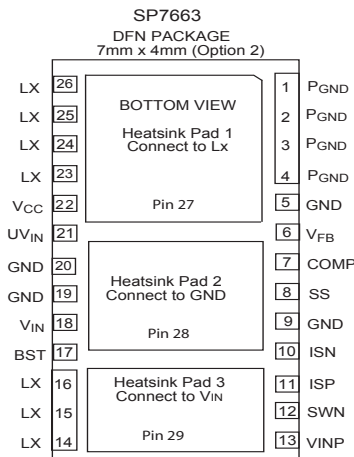 SP7663
DFN PACKAGE
7mm x 4mm (Option 2)
BOTTOM VIEW
LX 26
LX 25
LX 24
LX 23
VCC 22
UVIN 21
GND 20
GND 19
VIN 18
BST 17
LX 16
LX 15
LX 14
Heatsink Pad 1
Connect to Lx
Pin 27
Heatsink Pad 2
Connect to GND
Pin 28
Heatsink Pad 3
Connect to VIN
Pin 29
1 PGND
2 PGND
3 PGND
4 PGND
5 GND
6 VFB
7 COMP
8 SS
9 GND
10 ISN
11 ISP
12 SWN
13 VINP